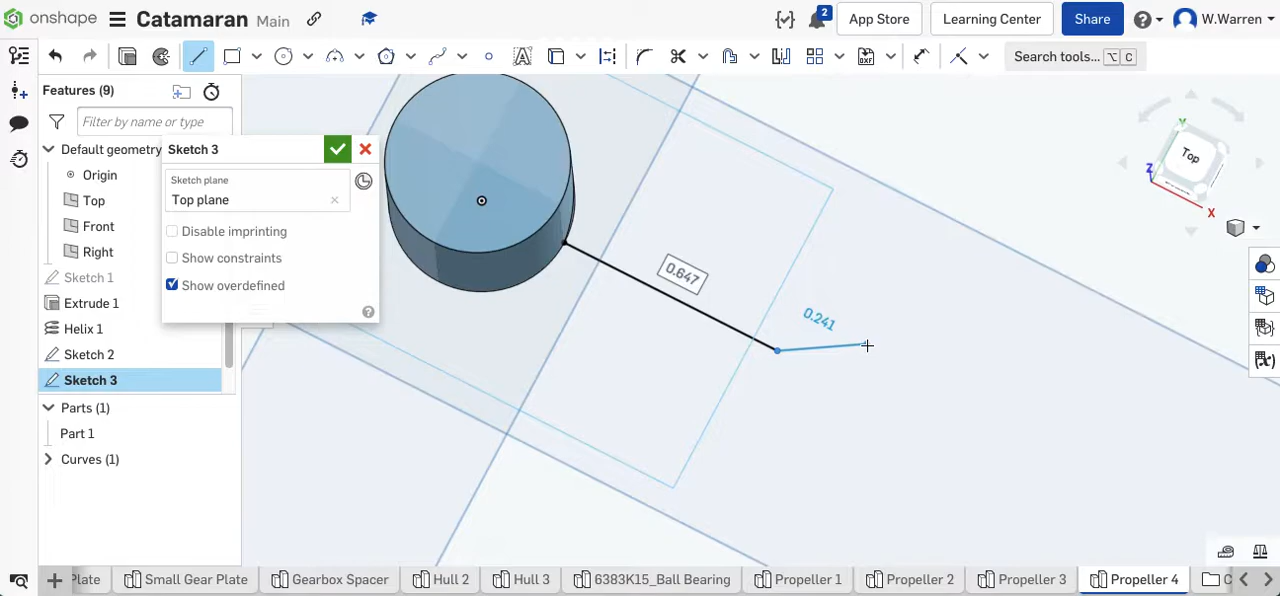 onshape
Catamaran Main
2
App Store
Learning Center
Share
W.Warren
Search tools... ⌥ C
Features (9)
Filter by name or type
Default geometry
Origin
Top
Front
Right
Sketch 1
Extrude 1
Helix 1
Sketch 2
Sketch 3
Parts (1)
Part 1
Curves (1)
Sketch 3
Sketch plane
Top plane
Disable imprinting
Show constraints
Show overdefined
0.647
0.241
Top
Y
Z
X
Plate
Small Gear Plate
Gearbox Spacer
Hull 2
Hull 3
6383K15_Ball Bearing
Propeller 1
Propeller 2
Propeller 3
Propeller 4
C